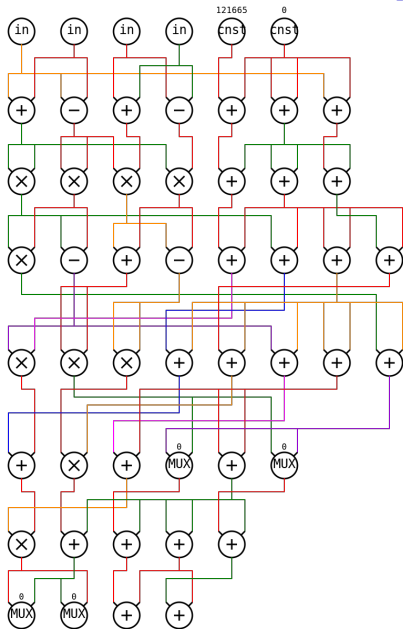 121665 0
in in in in cnst cnst
+ − + − + + +
× × × × + + +
× − + − + + + +
× × × + + + + +
0 0
+ × + MUX + MUX
× + + + +
0 0
MUX MUX + +